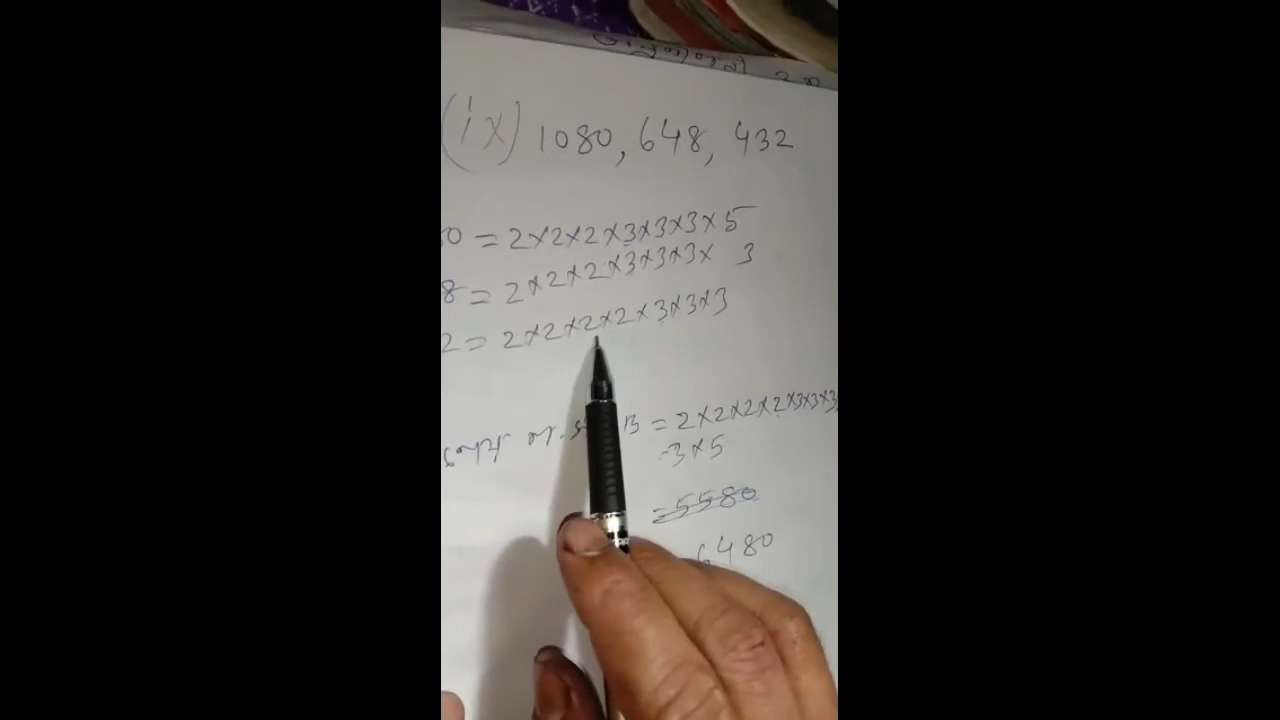 (ix) 1080, 648, 432
80 = 2×2×2×3×3×3×5
8 = 2×2×2×3×3×3× 3
2 = 2×2×2×2×3×3×3
= 2×2×2×2×3×3×3
3×5
= 5580
6480